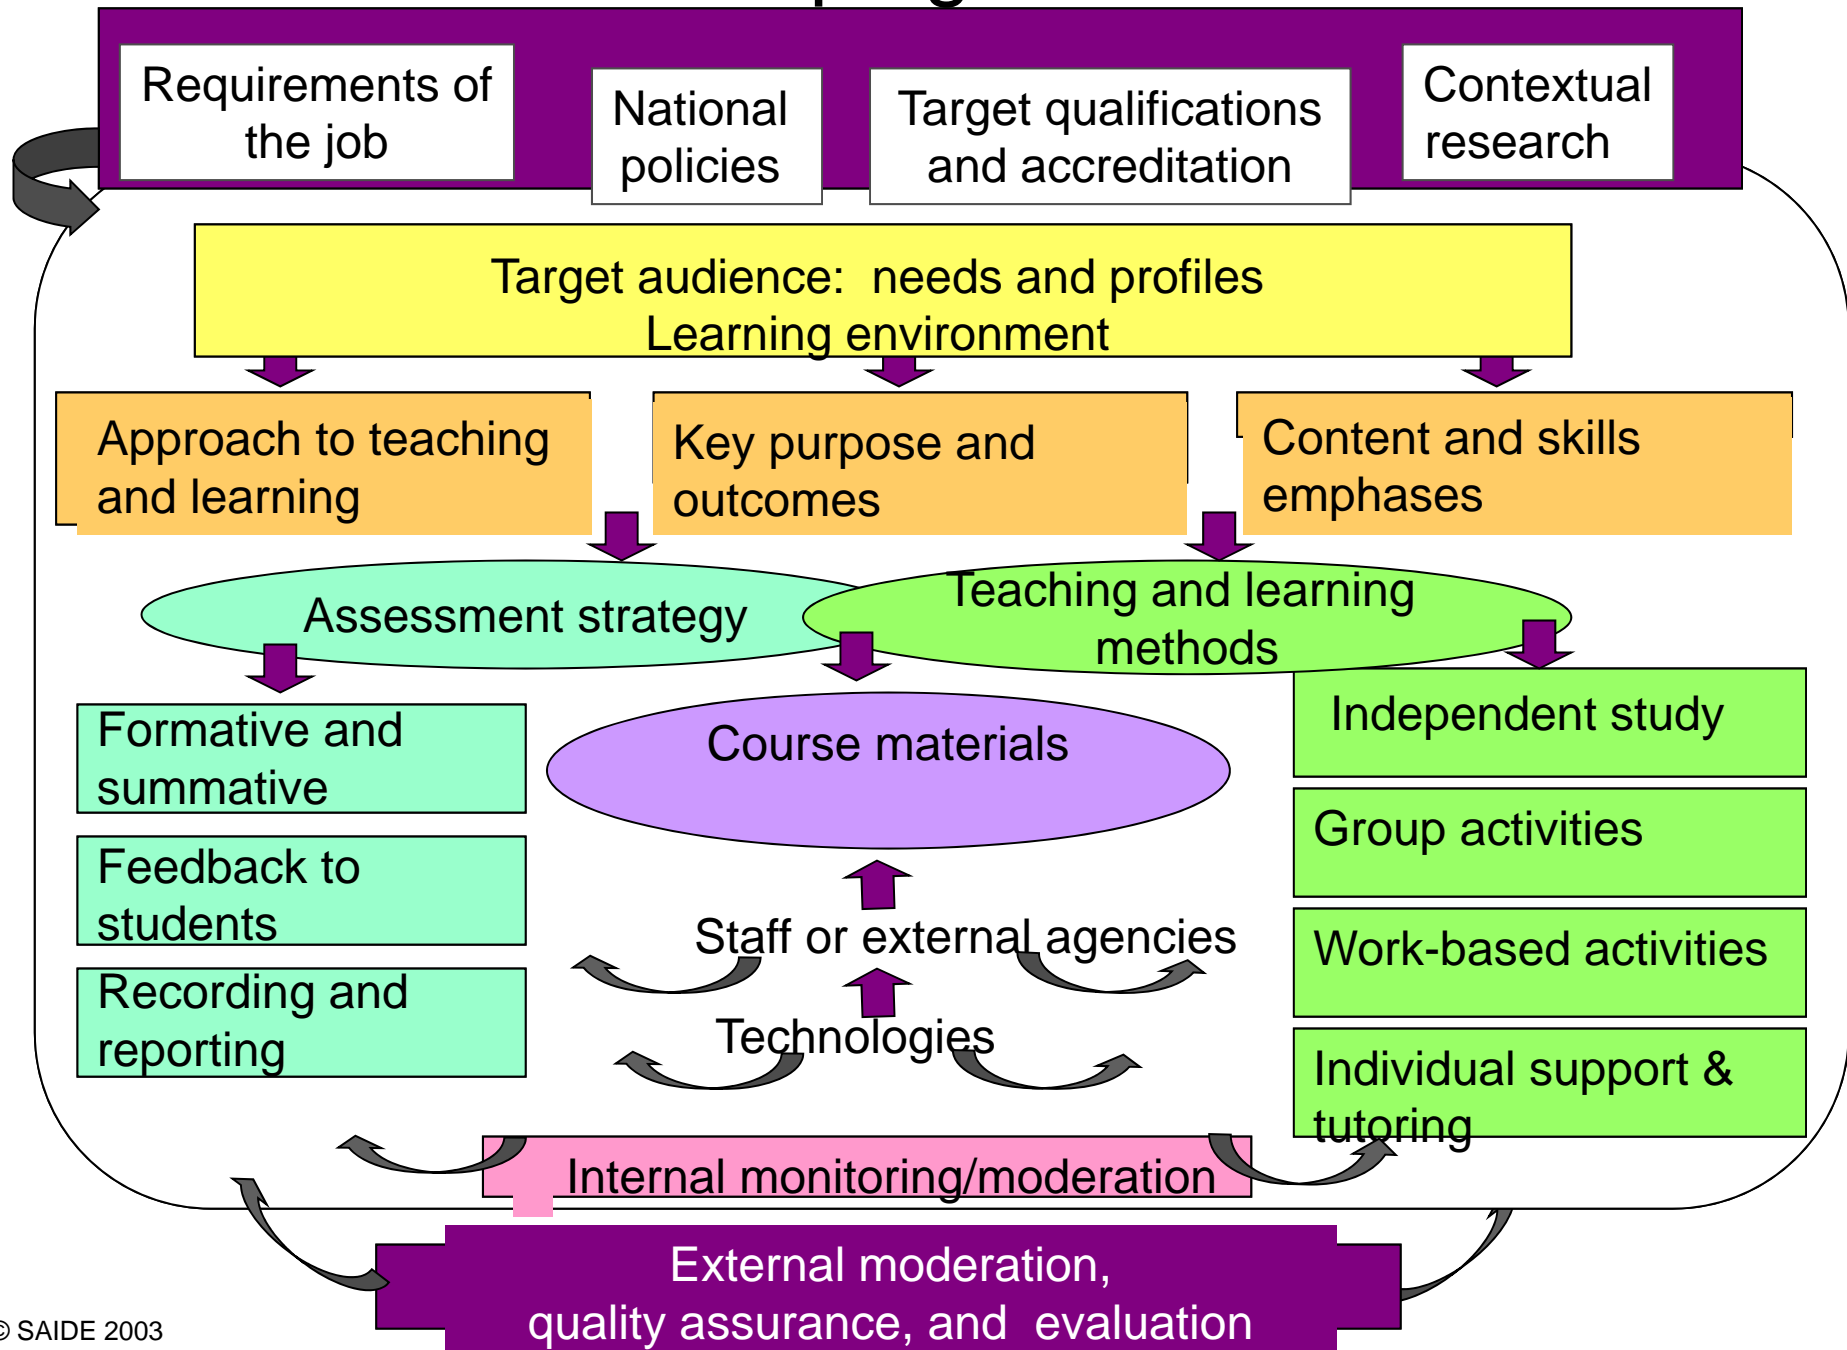 Requirements of
the job
National
policies
Target qualifications
and accreditation
Contextual
research
Target audience:  needs and profiles
Learning environment
Approach to teaching
and learning
Key purpose and
outcomes
Content and skills
emphases
Assessment strategy
Teaching and learning
methods
Formative and
summative
Feedback to
students
Recording and
reporting
Course materials
Staff or external agencies
Technologies
Independent study
Group activities
Work-based activities
Individual support &
tutoring
Internal monitoring/moderation
External moderation,
quality assurance, and  evaluation
© SAIDE 2003